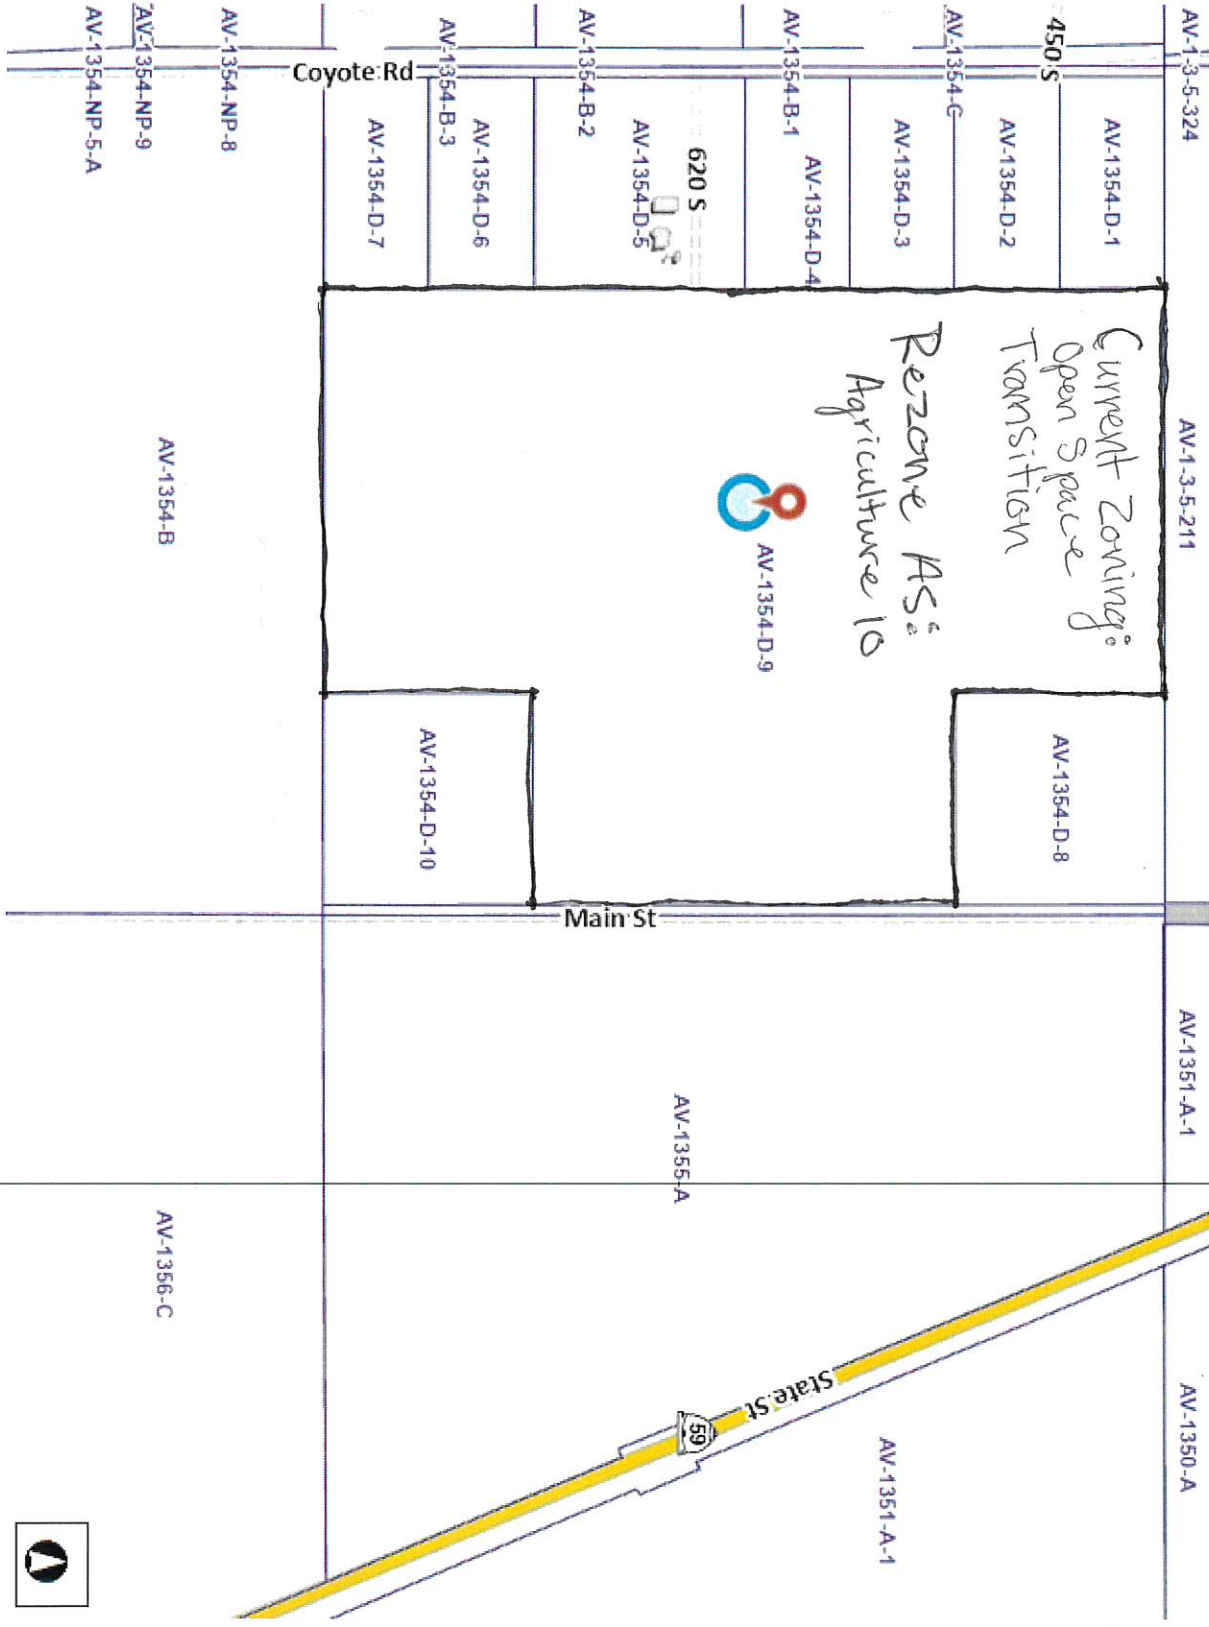 AV-1-3-5-324
AV-1-3-5-211
AV-1351-A-1
AV-1350-A
450 S
AV-1354-D-1
Current Zoning:
Open Space
Transition
AV-1354-D-8
AV-1354-D-2
AV-1354-C
AV-1354-D-3
Rezone AS:
Agriculture 10
AV-1351-A-1
AV-1354-B-1
AV-1354-D-4
AV-1354-D-9
State St
59
620 S
AV-1354-D-5
AV-1355-A
AV-1354-B-2
Main St
AV-1354-D-6
AV-1354-B-3
AV-1354-D-10
AV-1354-D-7
Coyote Rd
AV-1354-NP-8
AV-1354-B
AV-1356-C
AV-1354-NP-9
AV-1354-NP-5-A